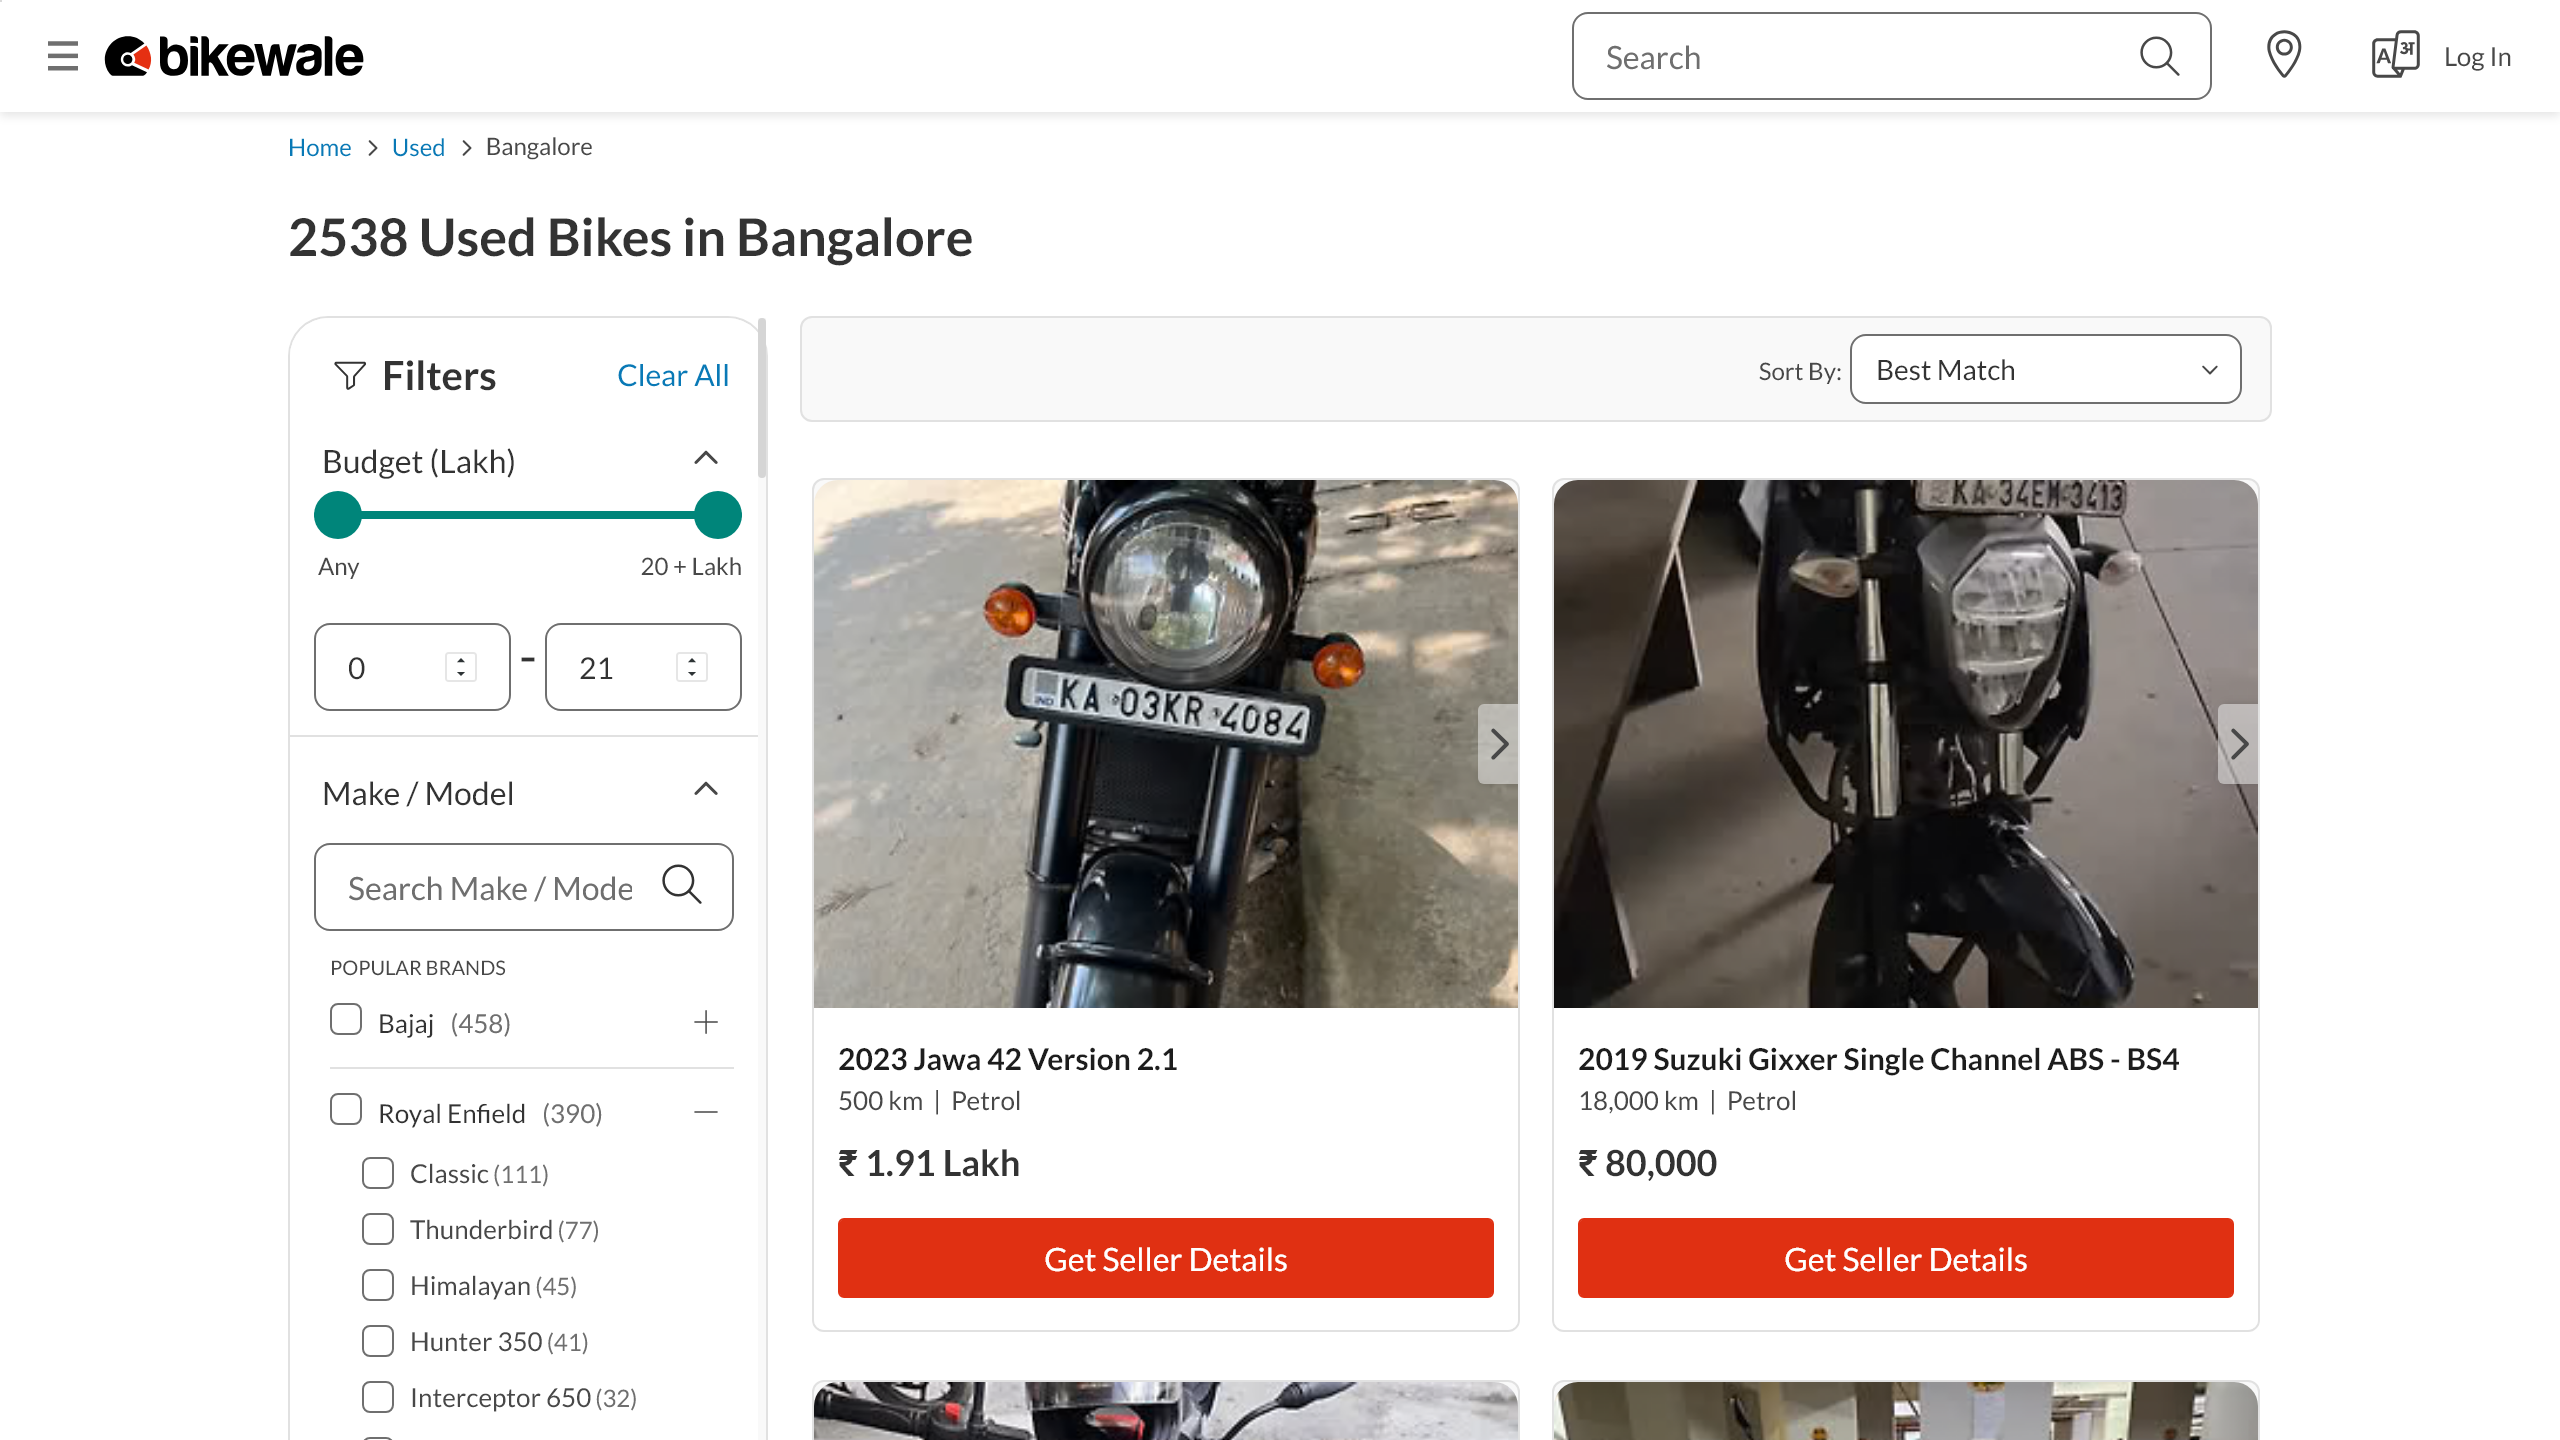 bikewale
Search
A अ
Log In
Home > Used > Bangalore
2538 Used Bikes in Bangalore
Filters
Clear All
Sort By:
Best Match
Budget (Lakh)
Any
20 + Lakh
0 - 21
Make / Model
Search Make / Mode
POPULAR BRANDS
Bajaj (458)
Royal Enfield (390)
Classic (111)
Thunderbird (77)
Himalayan (45)
Hunter 350 (41)
Interceptor 650 (32)
IND KA 03KR 4084
2023 Jawa 42 Version 2.1
500 km | Petrol
₹ 1.91 Lakh
Get Seller Details
KA 34EM 3413
2019 Suzuki Gixxer Single Channel ABS - BS4
18,000 km | Petrol
₹ 80,000
Get Seller Details